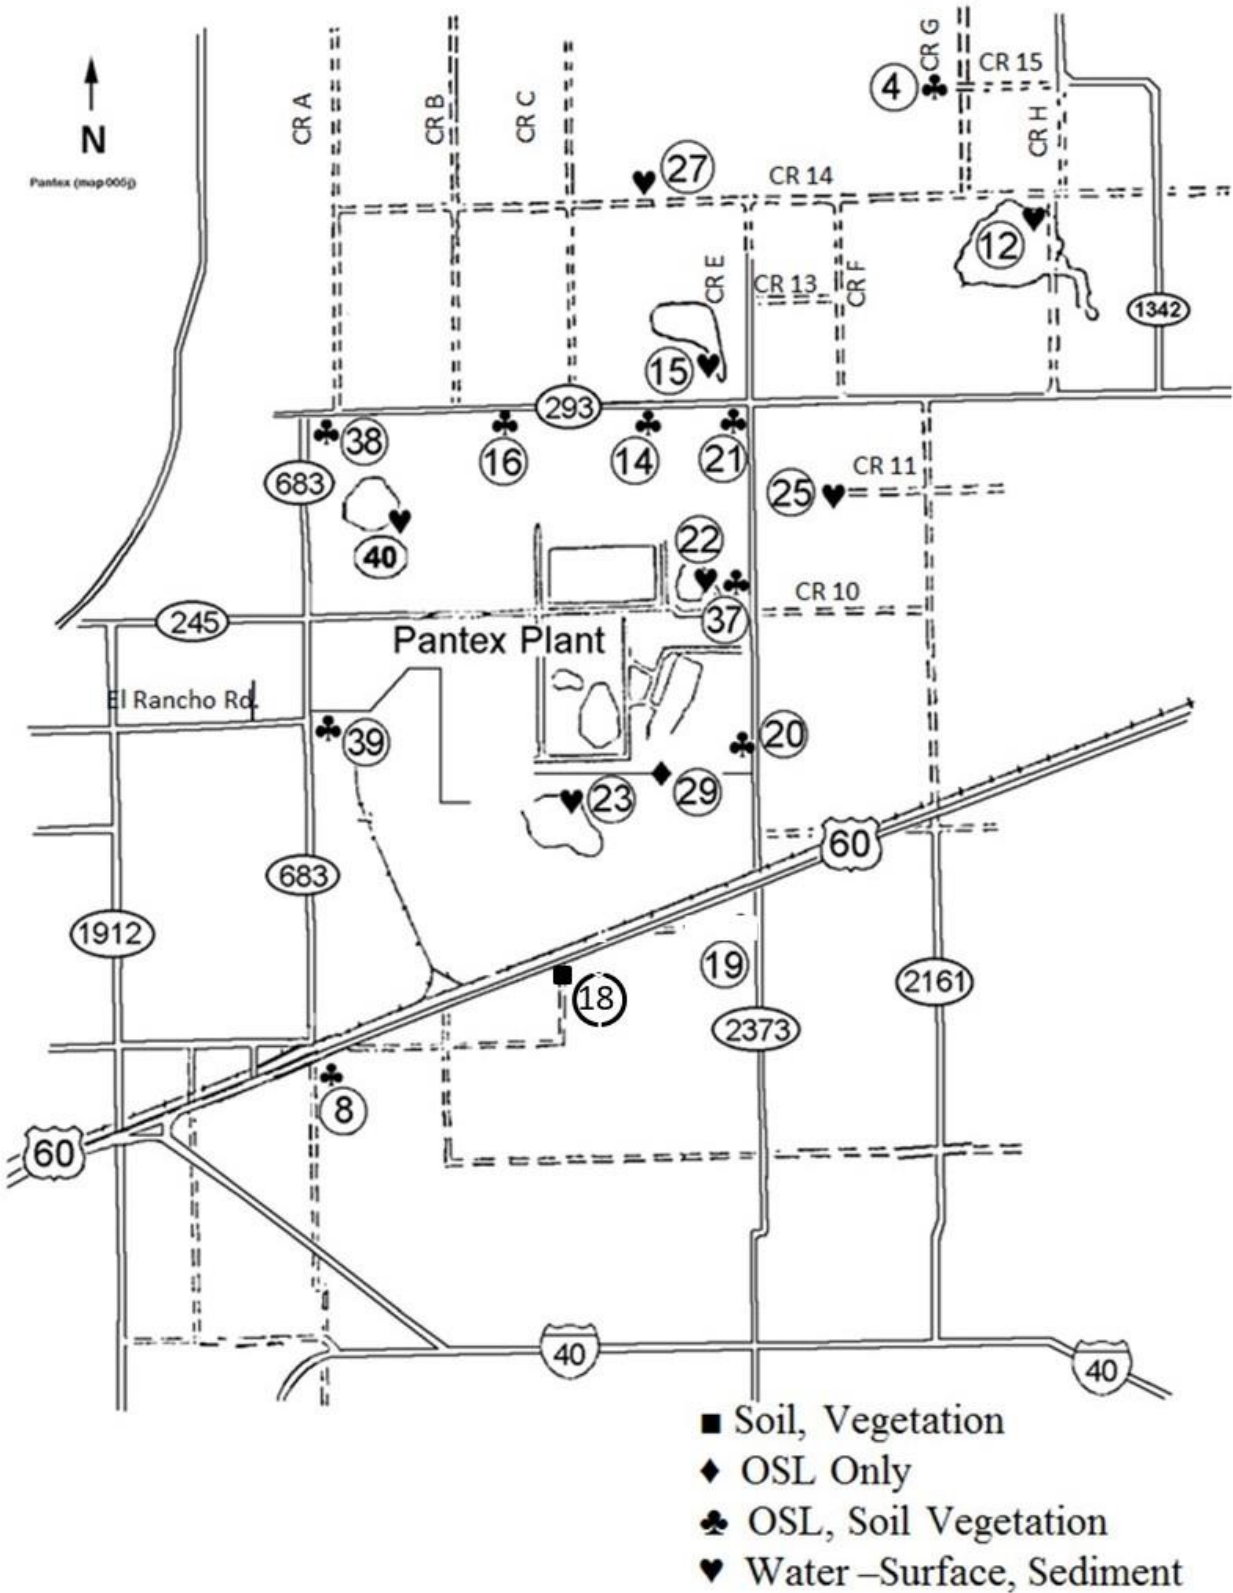 CR G
CR 15
4
CR A
CR B
CR C
CR H
N
Pantex (map005j)
27
CR 14
12
CR E
CR 13
CR F
1342
15
293
38
16
14
21
683
CR 11
25
40
22
CR 10
245
37
Pantex Plant
El Rancho Rd.
39
20
23
29
60
683
1912
19
2161
18
2373
8
60
40
40
■ Soil, Vegetation
♦ OSL Only
♣ OSL, Soil Vegetation
♥ Water –Surface, Sediment